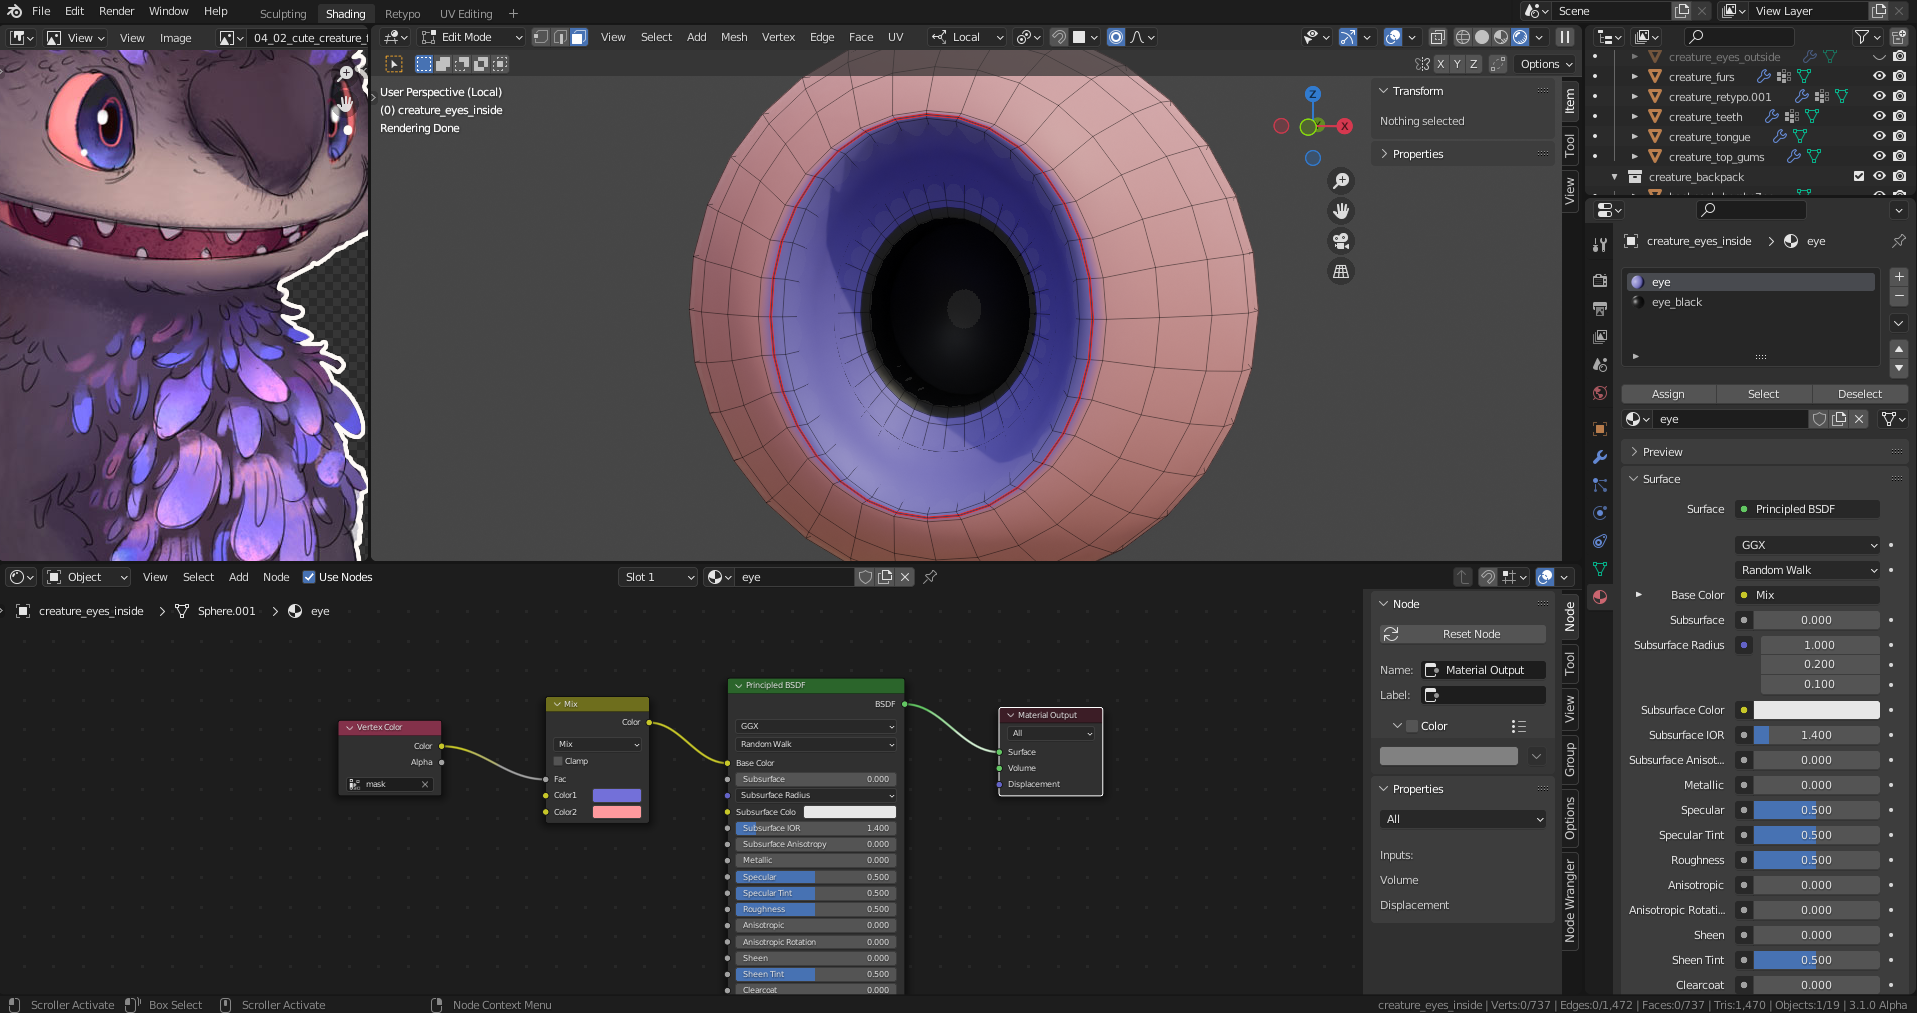 File Edit Render Window Help
Sculpting Shading Retypo UV Editing +
Scene
View Layer
View View Image 04_02_cute_creature_f
Edit Mode View Select Add Mesh Vertex Edge Face UV Local
X Y Z Options
User Perspective (Local)
(0) creature_eyes_inside
Rendering Done
Z
X
Transform
Nothing selected
Properties
Item
Tool
View
creature_eyes_outside
creature_furs
creature_retypo.001
creature_teeth
creature_tongue
creature_top_gums
creature_backpack
creature_eyes_inside > eye
eye
eye_black
Assign Select Deselect
eye
Preview
Surface
Surface Principled BSDF
GGX
Random Walk
Base Color Mix
Subsurface 0.000
Subsurface Radius 1.000
0.200
0.100
Subsurface Color
Subsurface IOR 1.400
Subsurface Anisot... 0.000
Metallic 0.000
Specular 0.500
Specular Tint 0.500
Roughness 0.500
Anisotropic 0.000
Anisotropic Rotati... 0.000
Sheen 0.000
Sheen Tint 0.500
Clearcoat 0.000
Object View Select Add Node Use Nodes Slot 1 eye
creature_eyes_inside > Sphere.001 > eye
Vertex Color
Color
Alpha
mask
Mix
Color
Mix
Clamp
Fac
Color1
Color2
Principled BSDF
BSDF
GGX
Random Walk
Base Color
Subsurface 0.000
Subsurface Radius
Subsurface Colo
Subsurface IOR 1.400
Subsurface Anisotropy 0.000
Metallic 0.000
Specular 0.500
Specular Tint 0.500
Roughness 0.500
Anisotropic 0.000
Anisotropic Rotation 0.000
Sheen 0.000
Sheen Tint 0.500
Clearcoat 0.000
Material Output
All
Surface
Volume
Displacement
Node
Reset Node
Name: Material Output
Label:
Color
Properties
All
Inputs:
Volume
Displacement
Node
Tool
View
Group
Options
Node Wrangler
Scroller Activate Box Select Scroller Activate Node Context Menu
creature_eyes_inside | Verts:0/737 | Edges:0/1,472 | Faces:0/737 | Tris:1,470 | Objects:1/19 | 3.1.0 Alpha